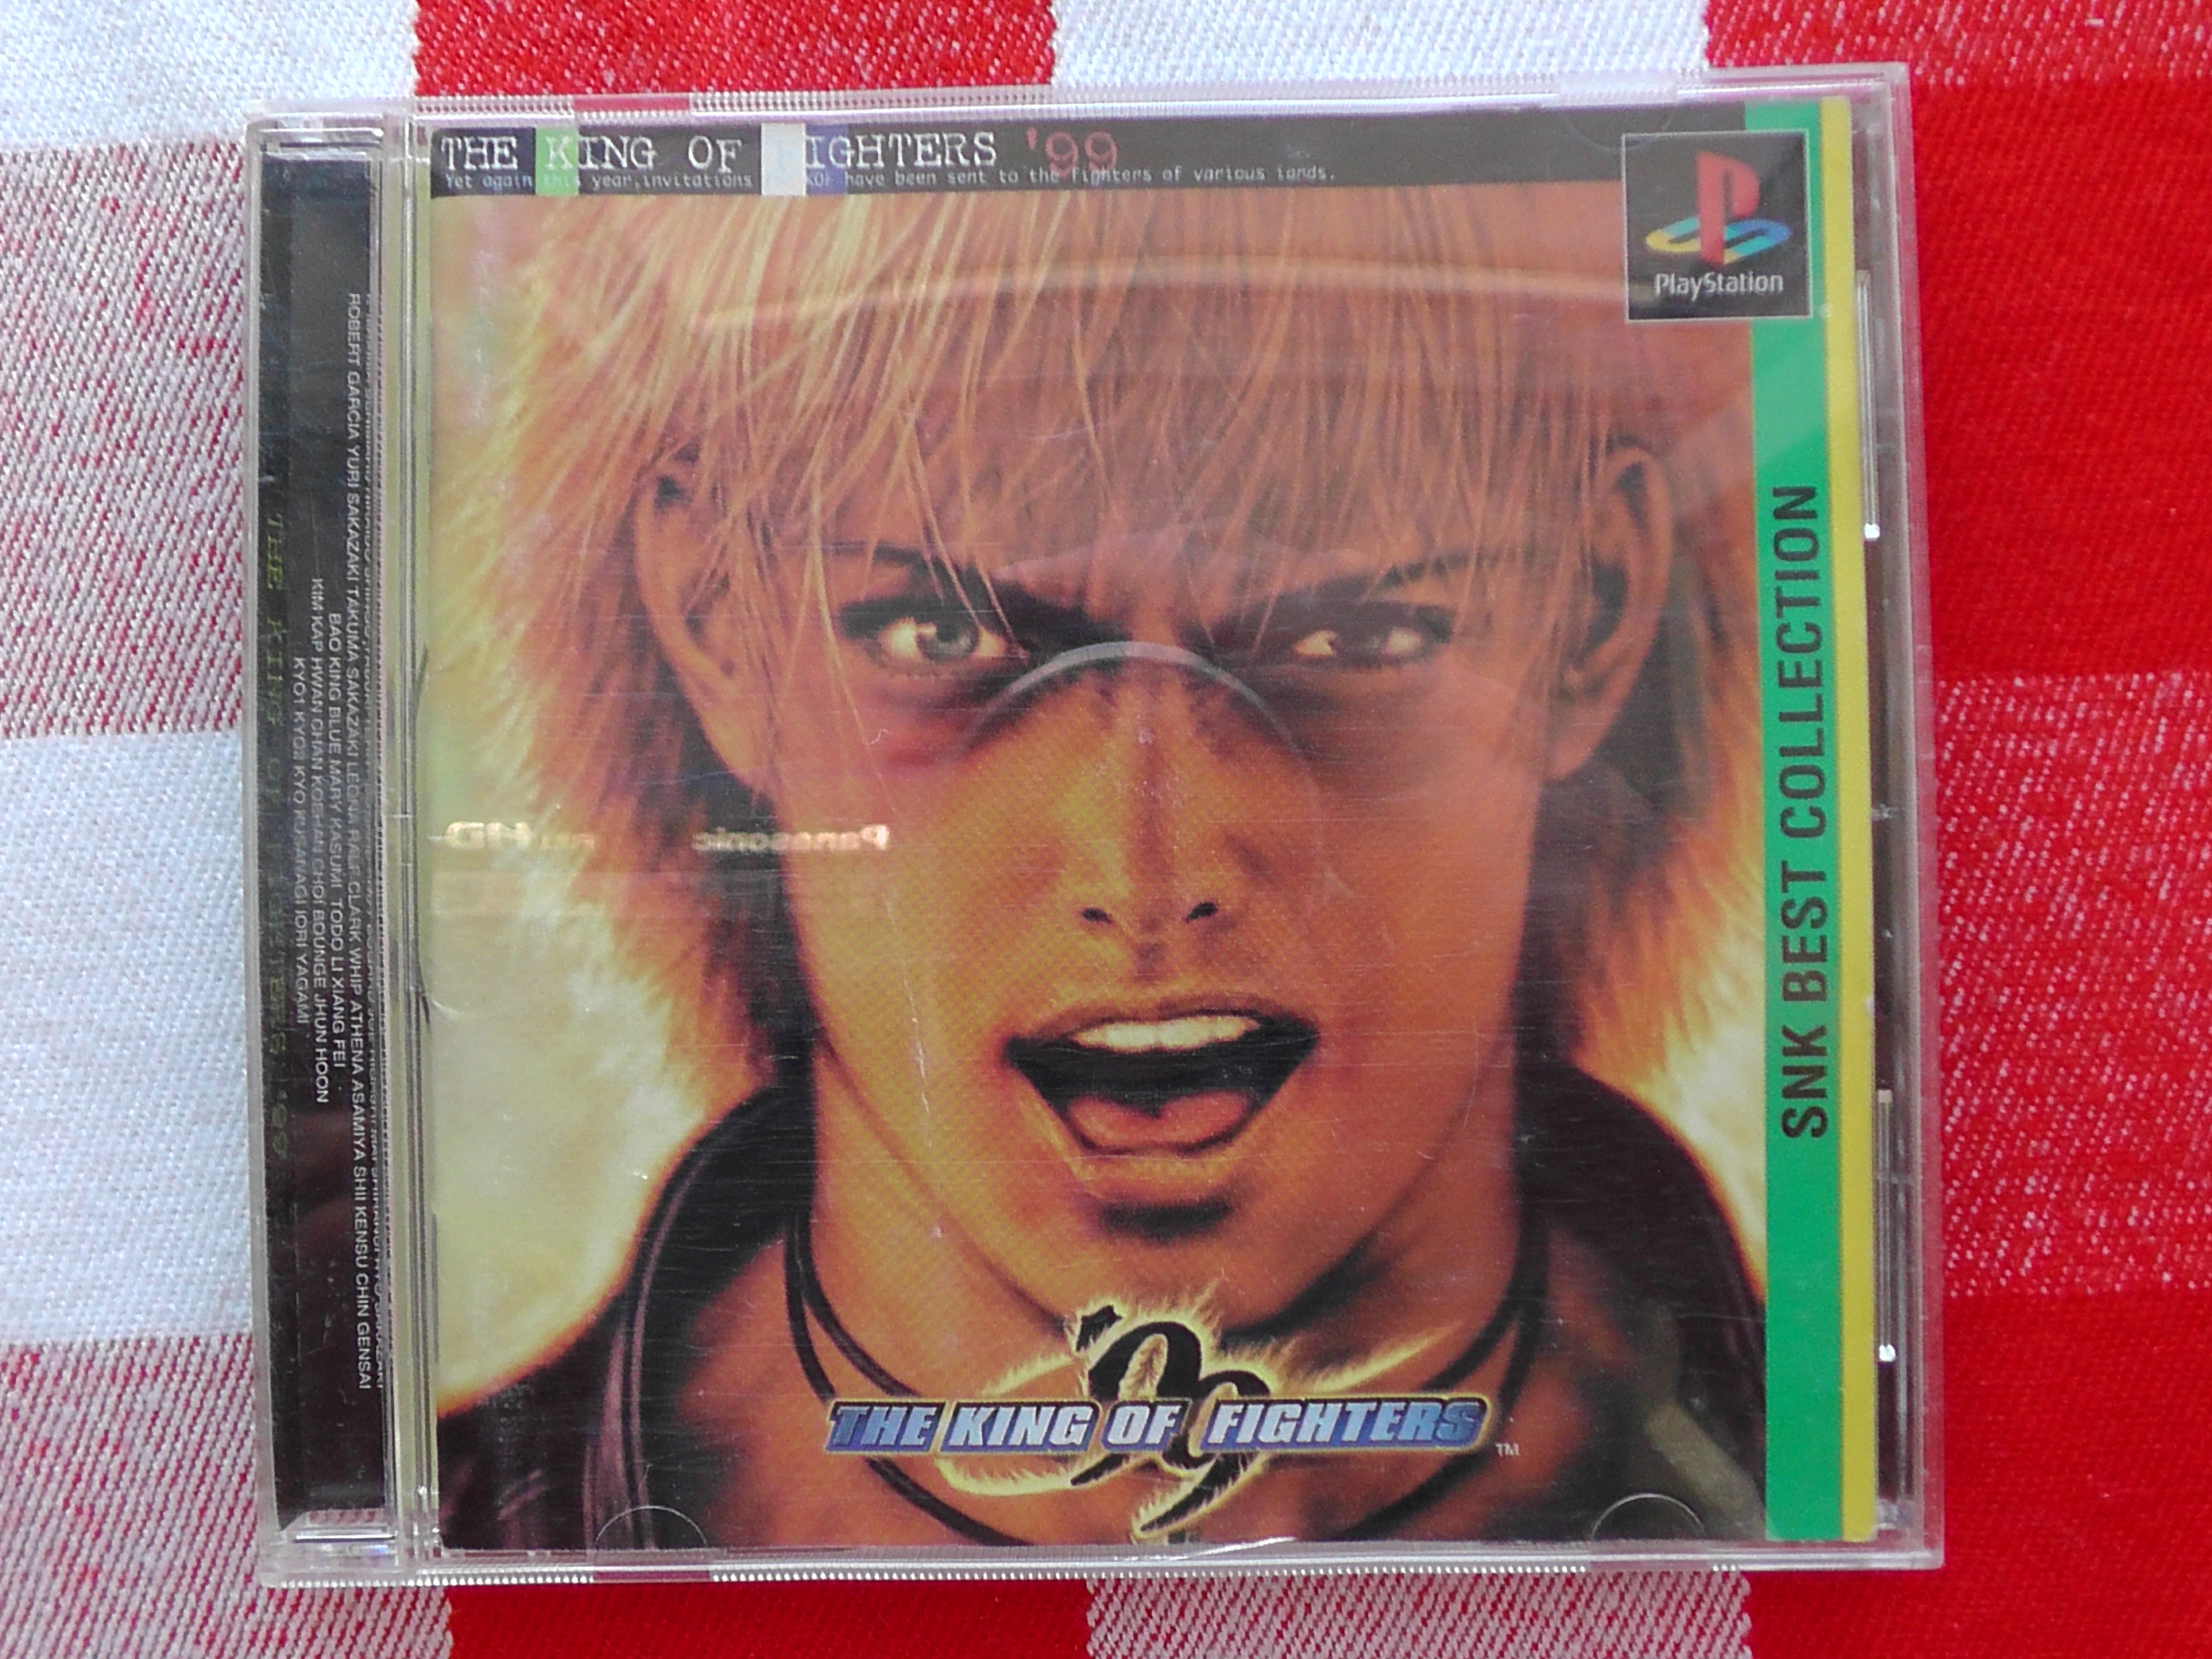 THE KING OF FIGHTERS '99
Yet again this year, invitations KOF have been sent to the fighters of various lands.
PlayStation
SNK BEST COLLECTION
ROBERT GARCIA YURI SAKAZAKI TAKUMA SAKAZAKI LEONA RALF CLARK WHIP ATHENA ASAMIYA SHII KENSU CHIN GENSAI
BAO KING BLUE MARY KASUMI TODO LI XIANG FEI
KIM KAP HWAN CHAN KOEHAN CHOI BOUNGE JHUN HOON
KYO1 KYO2 KYO KUSANAGI IORI YAGAMI
THE KING OF FIGHTERS '99
Panasonic
'99
THE KING OF FIGHTERS ™